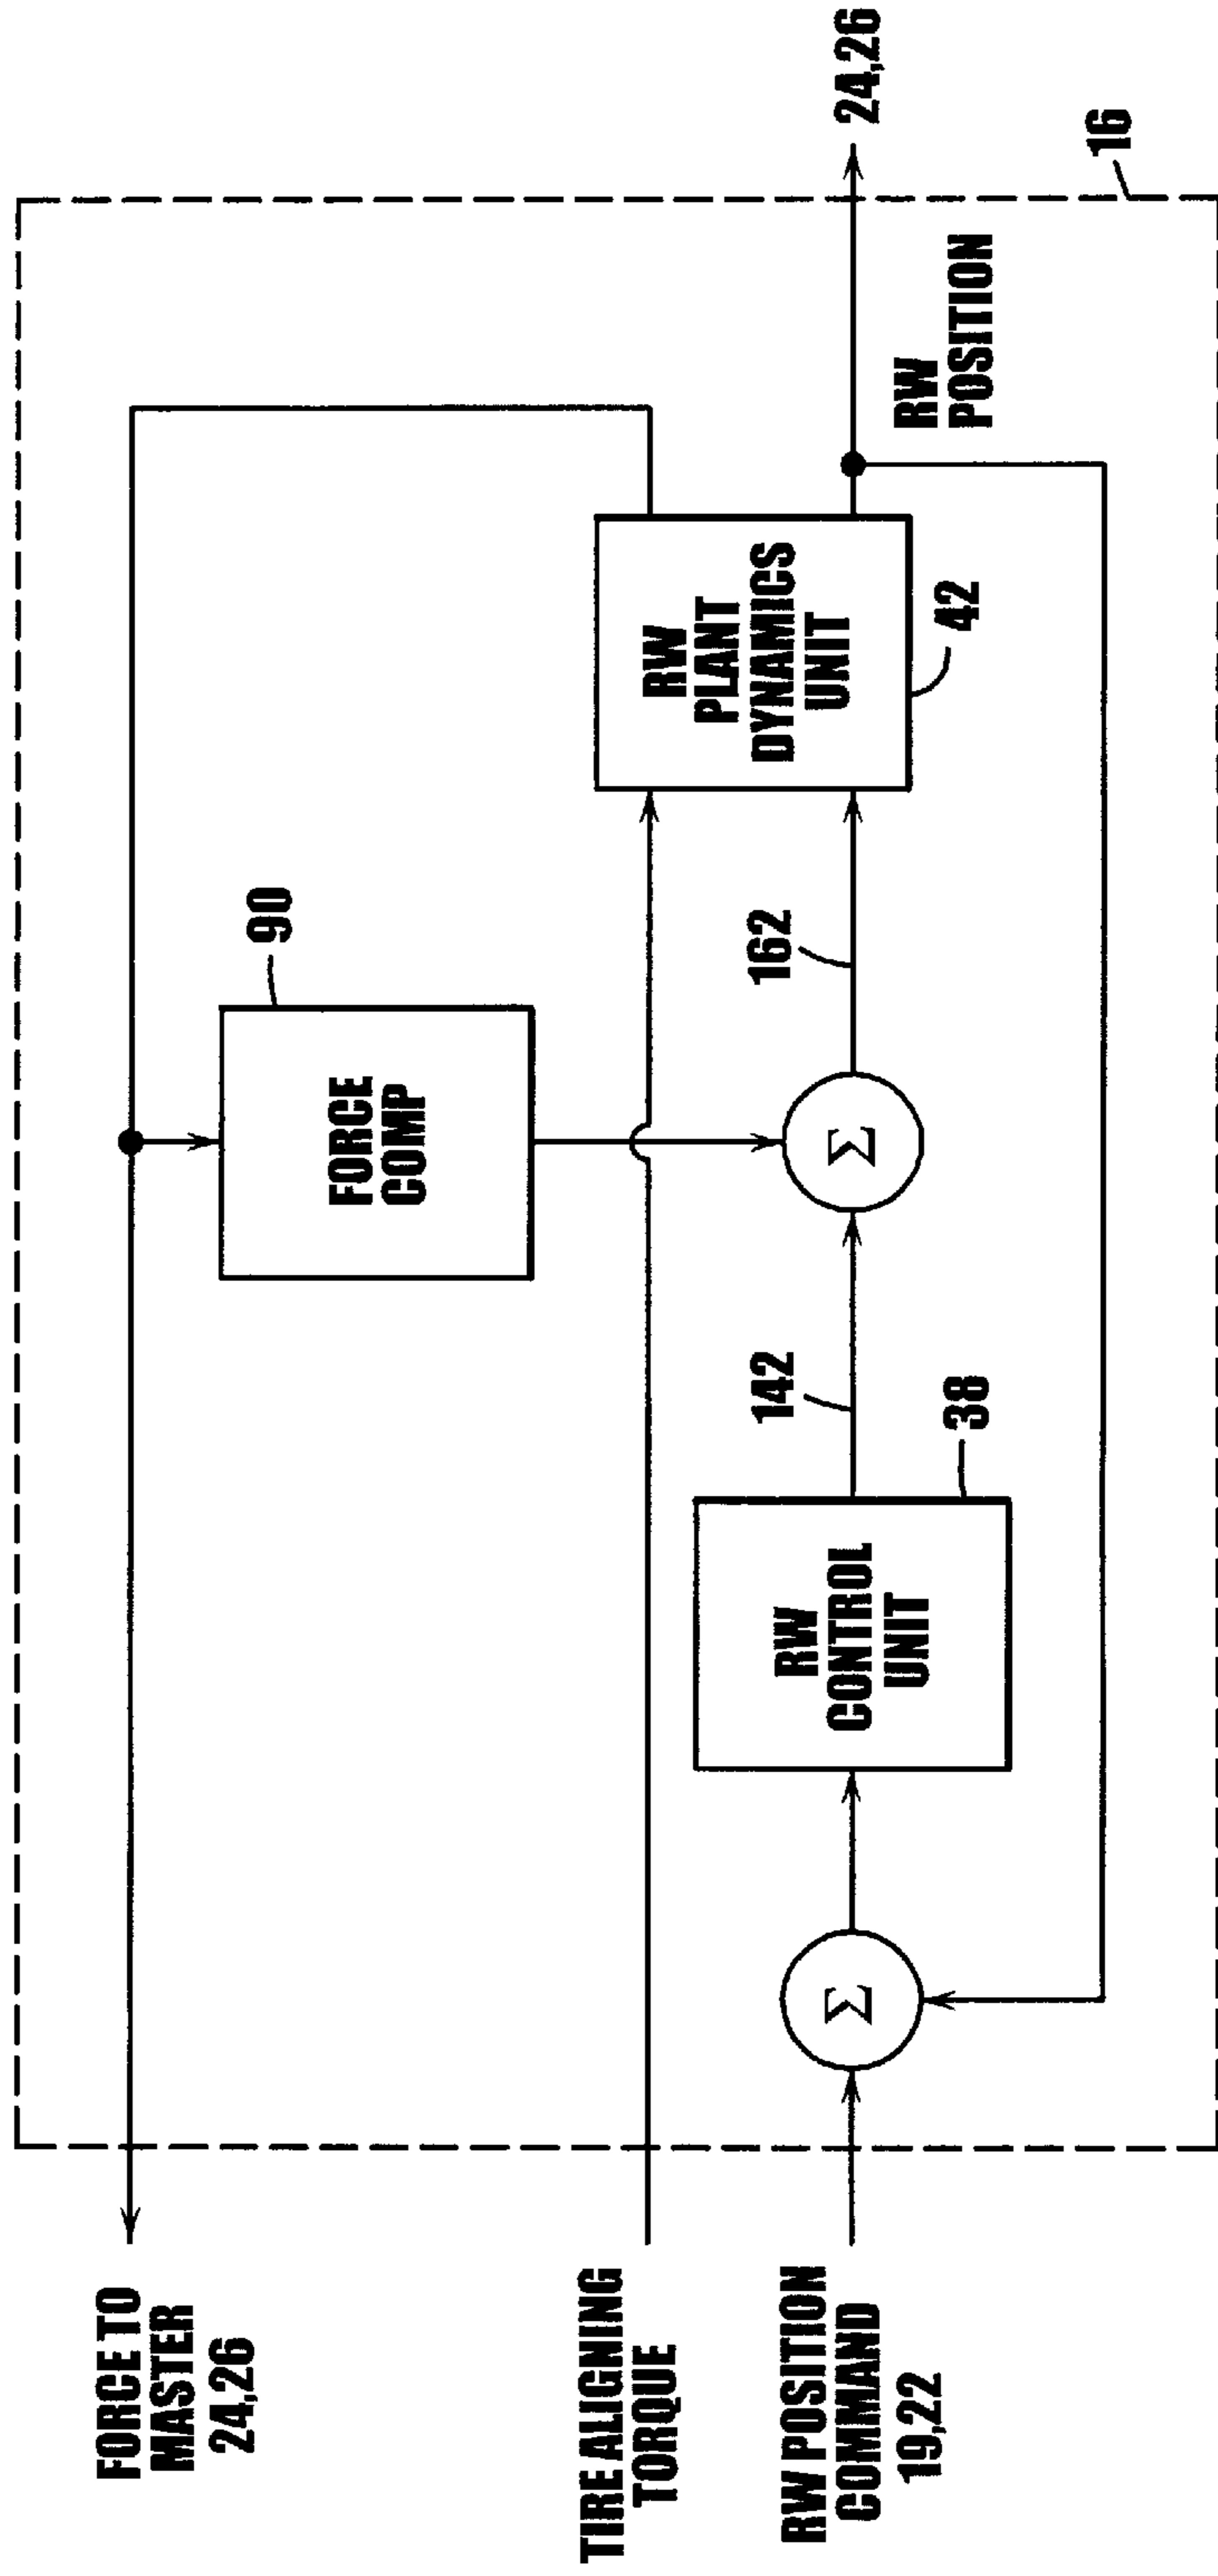 FORCE TO
MASTER
24,26
TIRE ALIGNING
TORQUE
RW POSITION
COMMAND
19,22
Σ
RW
CONTROL
UNIT
38
142
FORCE
COMP
90
Σ
162
RW
PLANT
DYNAMICS
UNIT
42
RW
POSITION
24,26
16